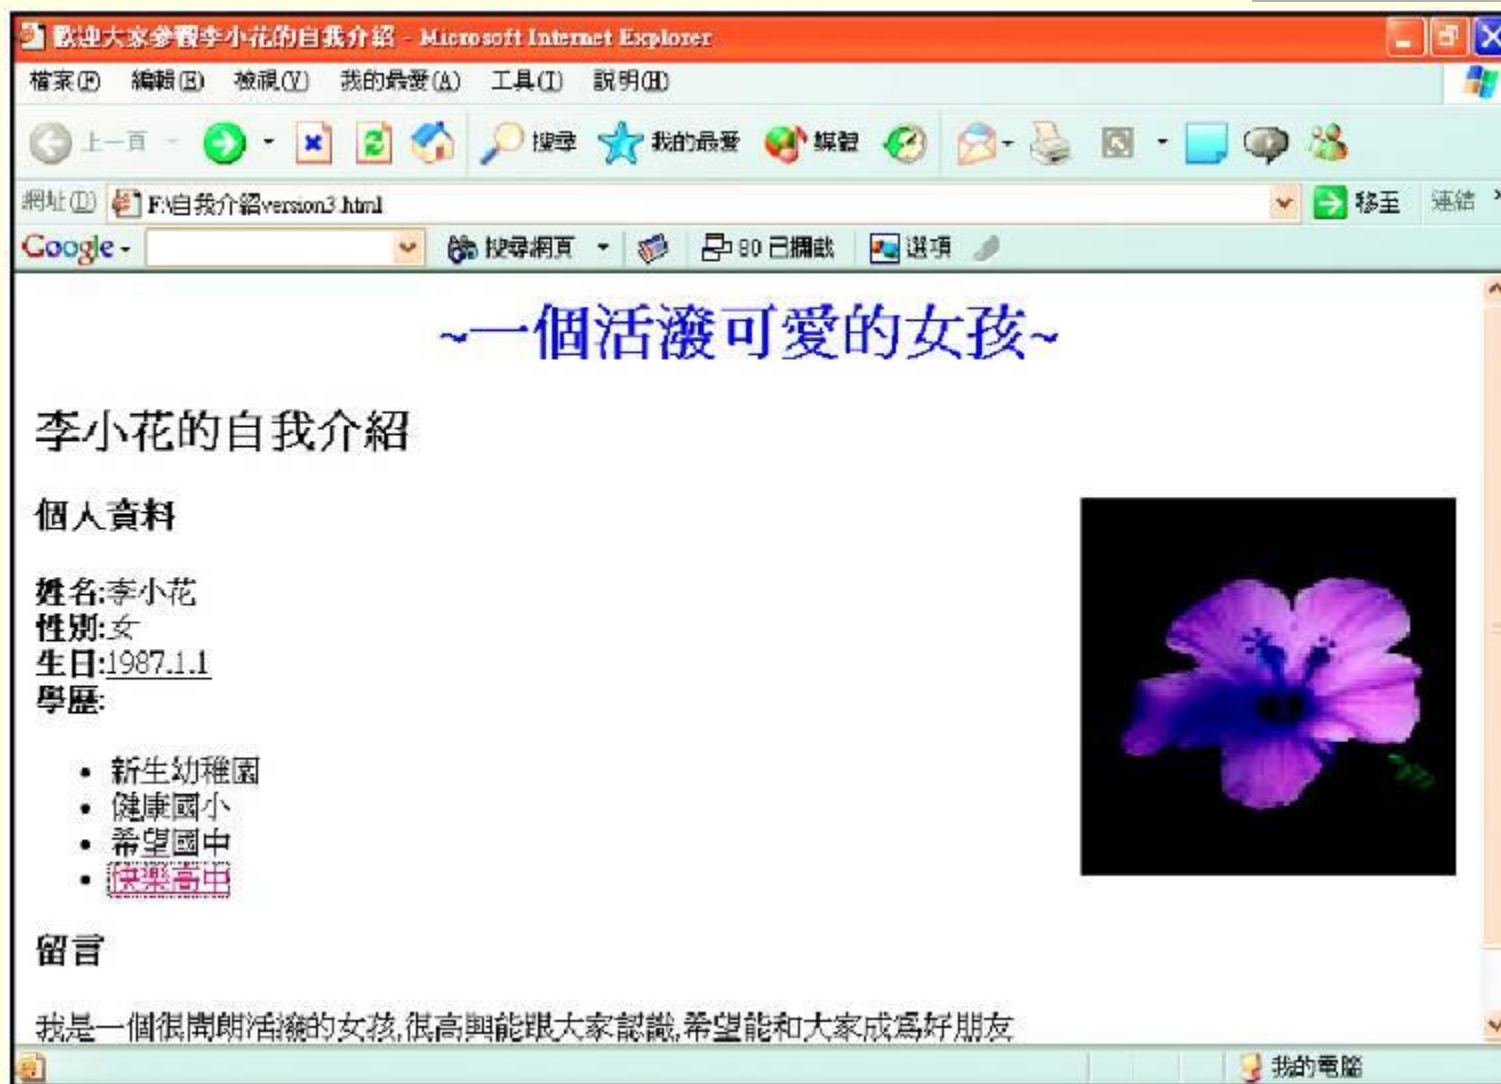 歡迎大家參觀李小花的自我介紹 - Microsoft Internet Explorer
檔案(F) 編輯(E) 檢視(V) 我的最愛(A) 工具(T) 說明(H)
上一頁 搜尋 我的最愛 媒體
網址(D) F:\自我介紹version3.html 移至 連結
Google 搜尋網頁 80 已攔截 選項
~一個活潑可愛的女孩~
李小花的自我介紹
個人資料
姓名:李小花
性別:女
生日:1987.1.1
學歷:
• 新生幼稚園
• 健康國小
• 希望國中
• 快樂高中
留言
我是一個很開朗活潑的女孩,很高興能跟大家認識,希望能和大家成為好朋友
我的電腦